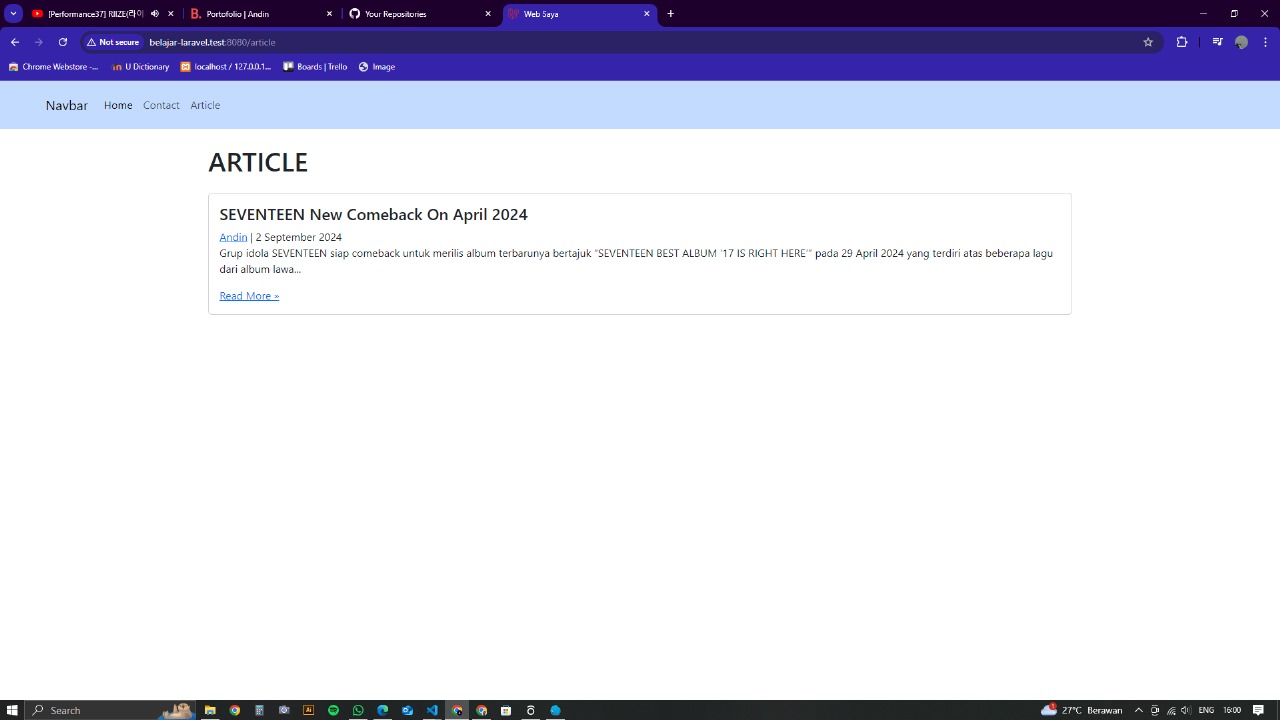 [Performance37] RIIZE(라이
Portofolio | Andin
Your Repositories
Web Saya
Not secure
belajar-laravel.test:8080/article
Chrome Webstore -...
U Dictionary
localhost / 127.0.0.1...
Boards | Trello
Image
Navbar
Home
Contact
Article
ARTICLE
SEVENTEEN New Comeback On April 2024
Andin | 2 September 2024
Grup idola SEVENTEEN siap comeback untuk merilis album terbarunya bertajuk “SEVENTEEN BEST ALBUM ‘17 IS RIGHT HERE’” pada 29 April 2024 yang terdiri atas beberapa lagu
dari album lawa...
Read More »
Search
27°C Berawan
ENG
16:00